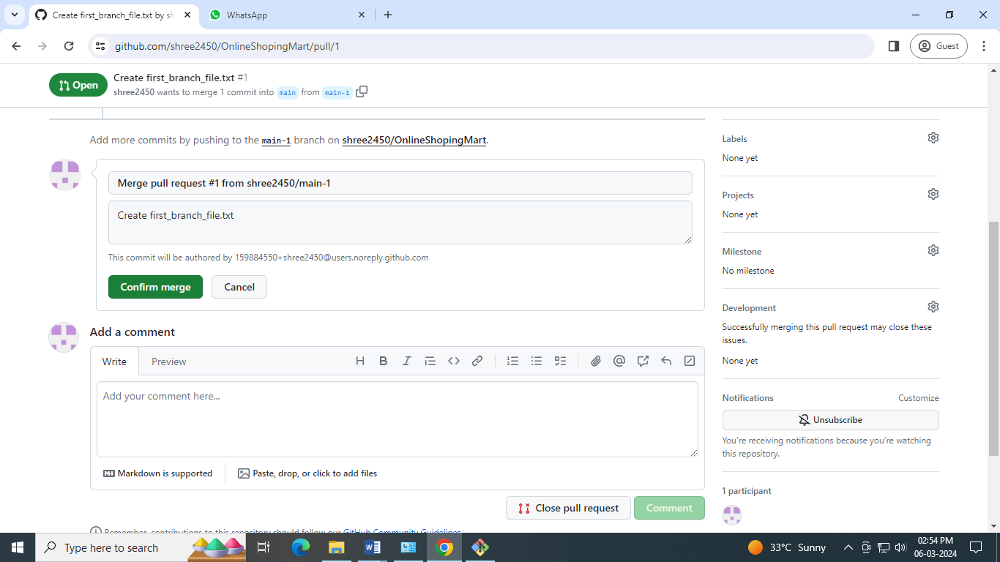 Create first_branch_file.txt by sh
WhatsApp
github.com/shree2450/OnlineShopingMart/pull/1
Guest
Open
Create first_branch_file.txt #1
shree2450 wants to merge 1 commit into main from main-1
Add more commits by pushing to the main-1 branch on shree2450/OnlineShopingMart.
Merge pull request #1 from shree2450/main-1
Create first_branch_file.txt
This commit will be authored by 159884550+shree2450@users.noreply.github.com
Confirm merge
Cancel
Add a comment
Write
Preview
Add your comment here...
Markdown is supported
Paste, drop, or click to add files
Close pull request
Comment
Remember, contributions to this repository should follow our GitHub Community Guidelines.
Labels
None yet
Projects
None yet
Milestone
No milestone
Development
Successfully merging this pull request may close these
issues.
None yet
Notifications
Customize
Unsubscribe
You're receiving notifications because you're watching
this repository.
1 participant
Type here to search
33°C Sunny
02:54 PM
06-03-2024